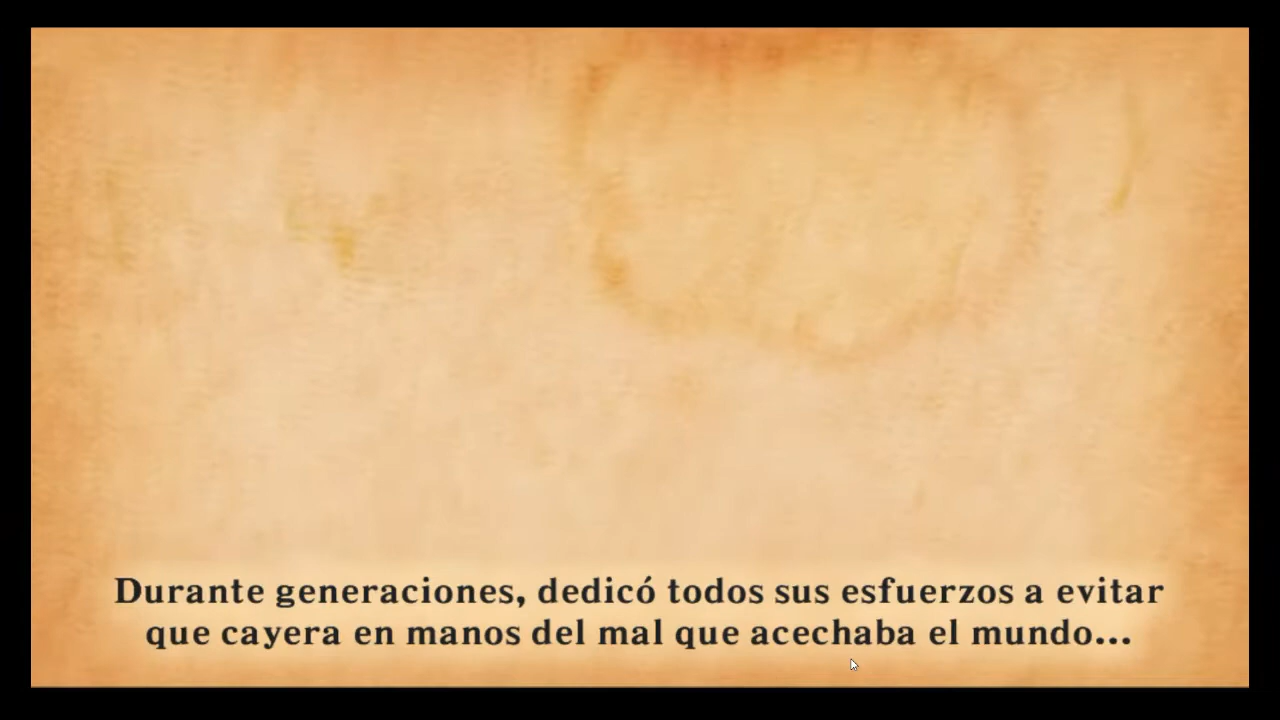 Durante generaciones, dedicó todos sus esfuerzos a evitar
que cayera en manos del mal que acechaba el mundo...